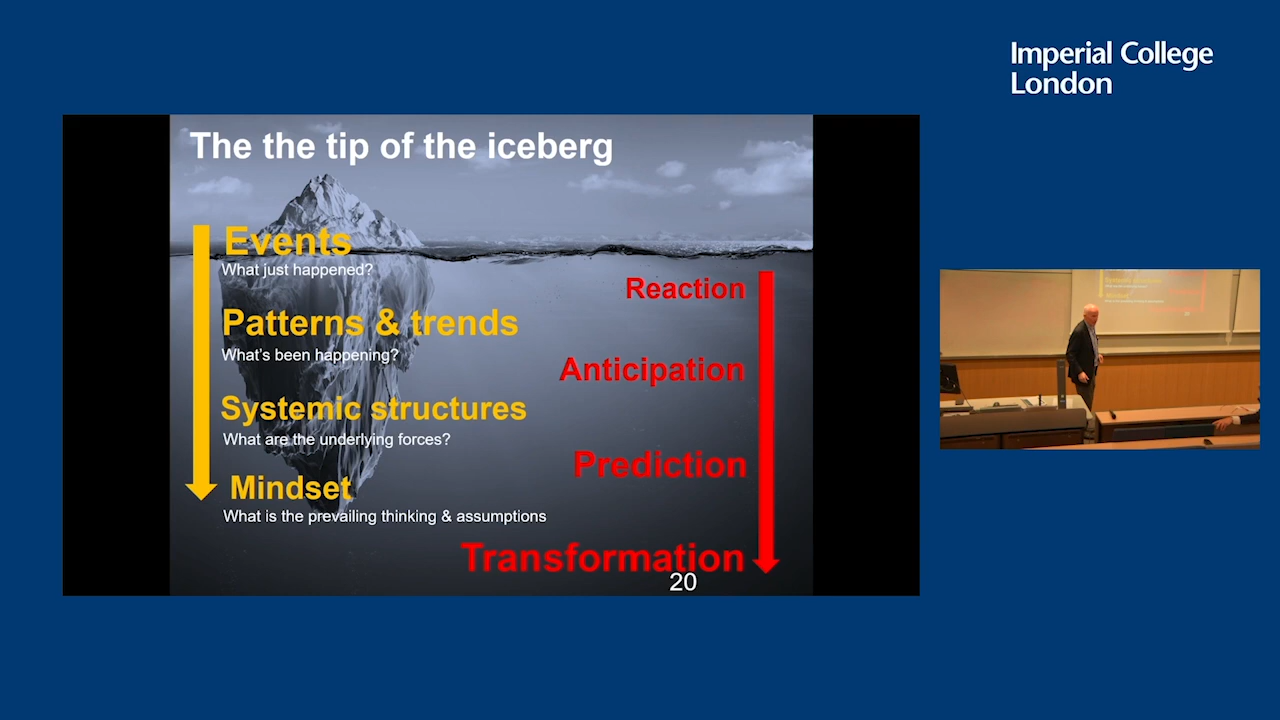 Imperial College
London
The the tip of the iceberg
Events
What just happened?
Reaction
Patterns & trends
What's been happening?
Anticipation
Systemic structures
What are the underlying forces?
Prediction
Mindset
What is the prevailing thinking & assumptions
Transformation
20